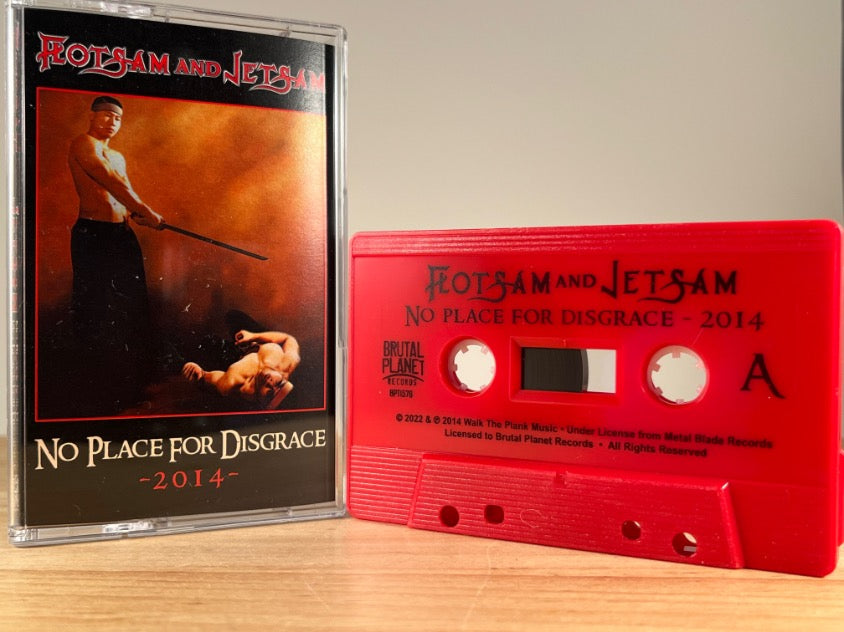 FLOTSAM AND JETSAM
NO PLACE FOR DISGRACE
-2014-
FLOTSAM AND JETSAM
NO PLACE FOR DISGRACE - 2014
BRUTAL
PLANET
RECORDS
A
© 2022 & ℗ 2014 Walk The Plank Music - Under License from Metal Blade Records
Licensed to Brutal Planet Records • All Rights Reserved